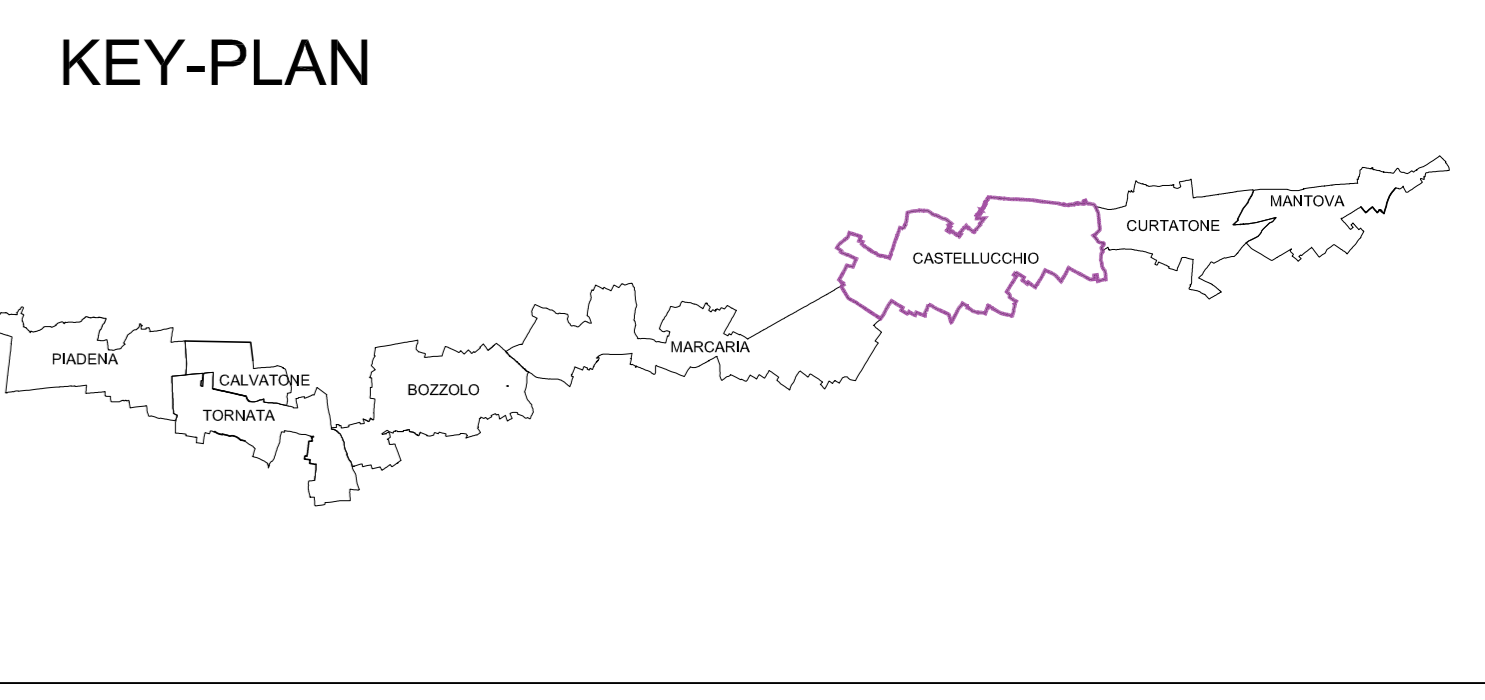 KEY-PLAN
MANTOVA
CURTATONE
CASTELLUCCHIO
MARCARIA
PIADENA
CALVATONE
BOZZOLO
TORNATA